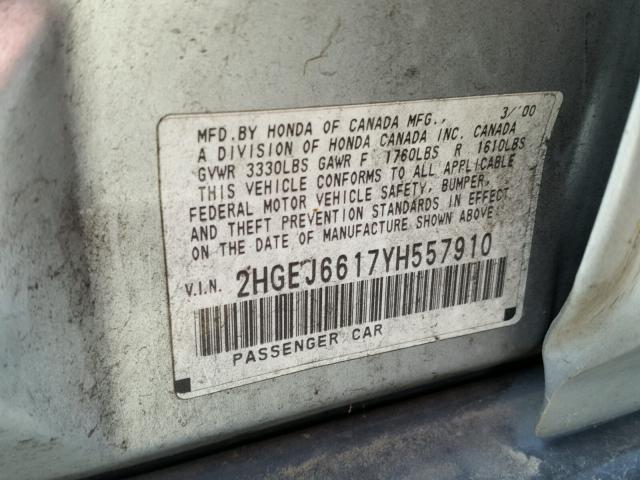 MFD.BY HONDA OF CANADA MFG., 3/'00
A DIVISION OF HONDA CANADA INC. CANADA
GVWR 3330LBS GAWR F 1760LBS R 1610LBS
THIS VEHICLE CONFORMS TO ALL APPLICABLE
FEDERAL MOTOR VEHICLE SAFETY, BUMPER,
AND THEFT PREVENTION STANDARDS IN EFFECT
ON THE DATE OF MANUFACTURE SHOWN ABOVE.
V.I.N. 2HGEJ6617YH557910
PASSENGER CAR